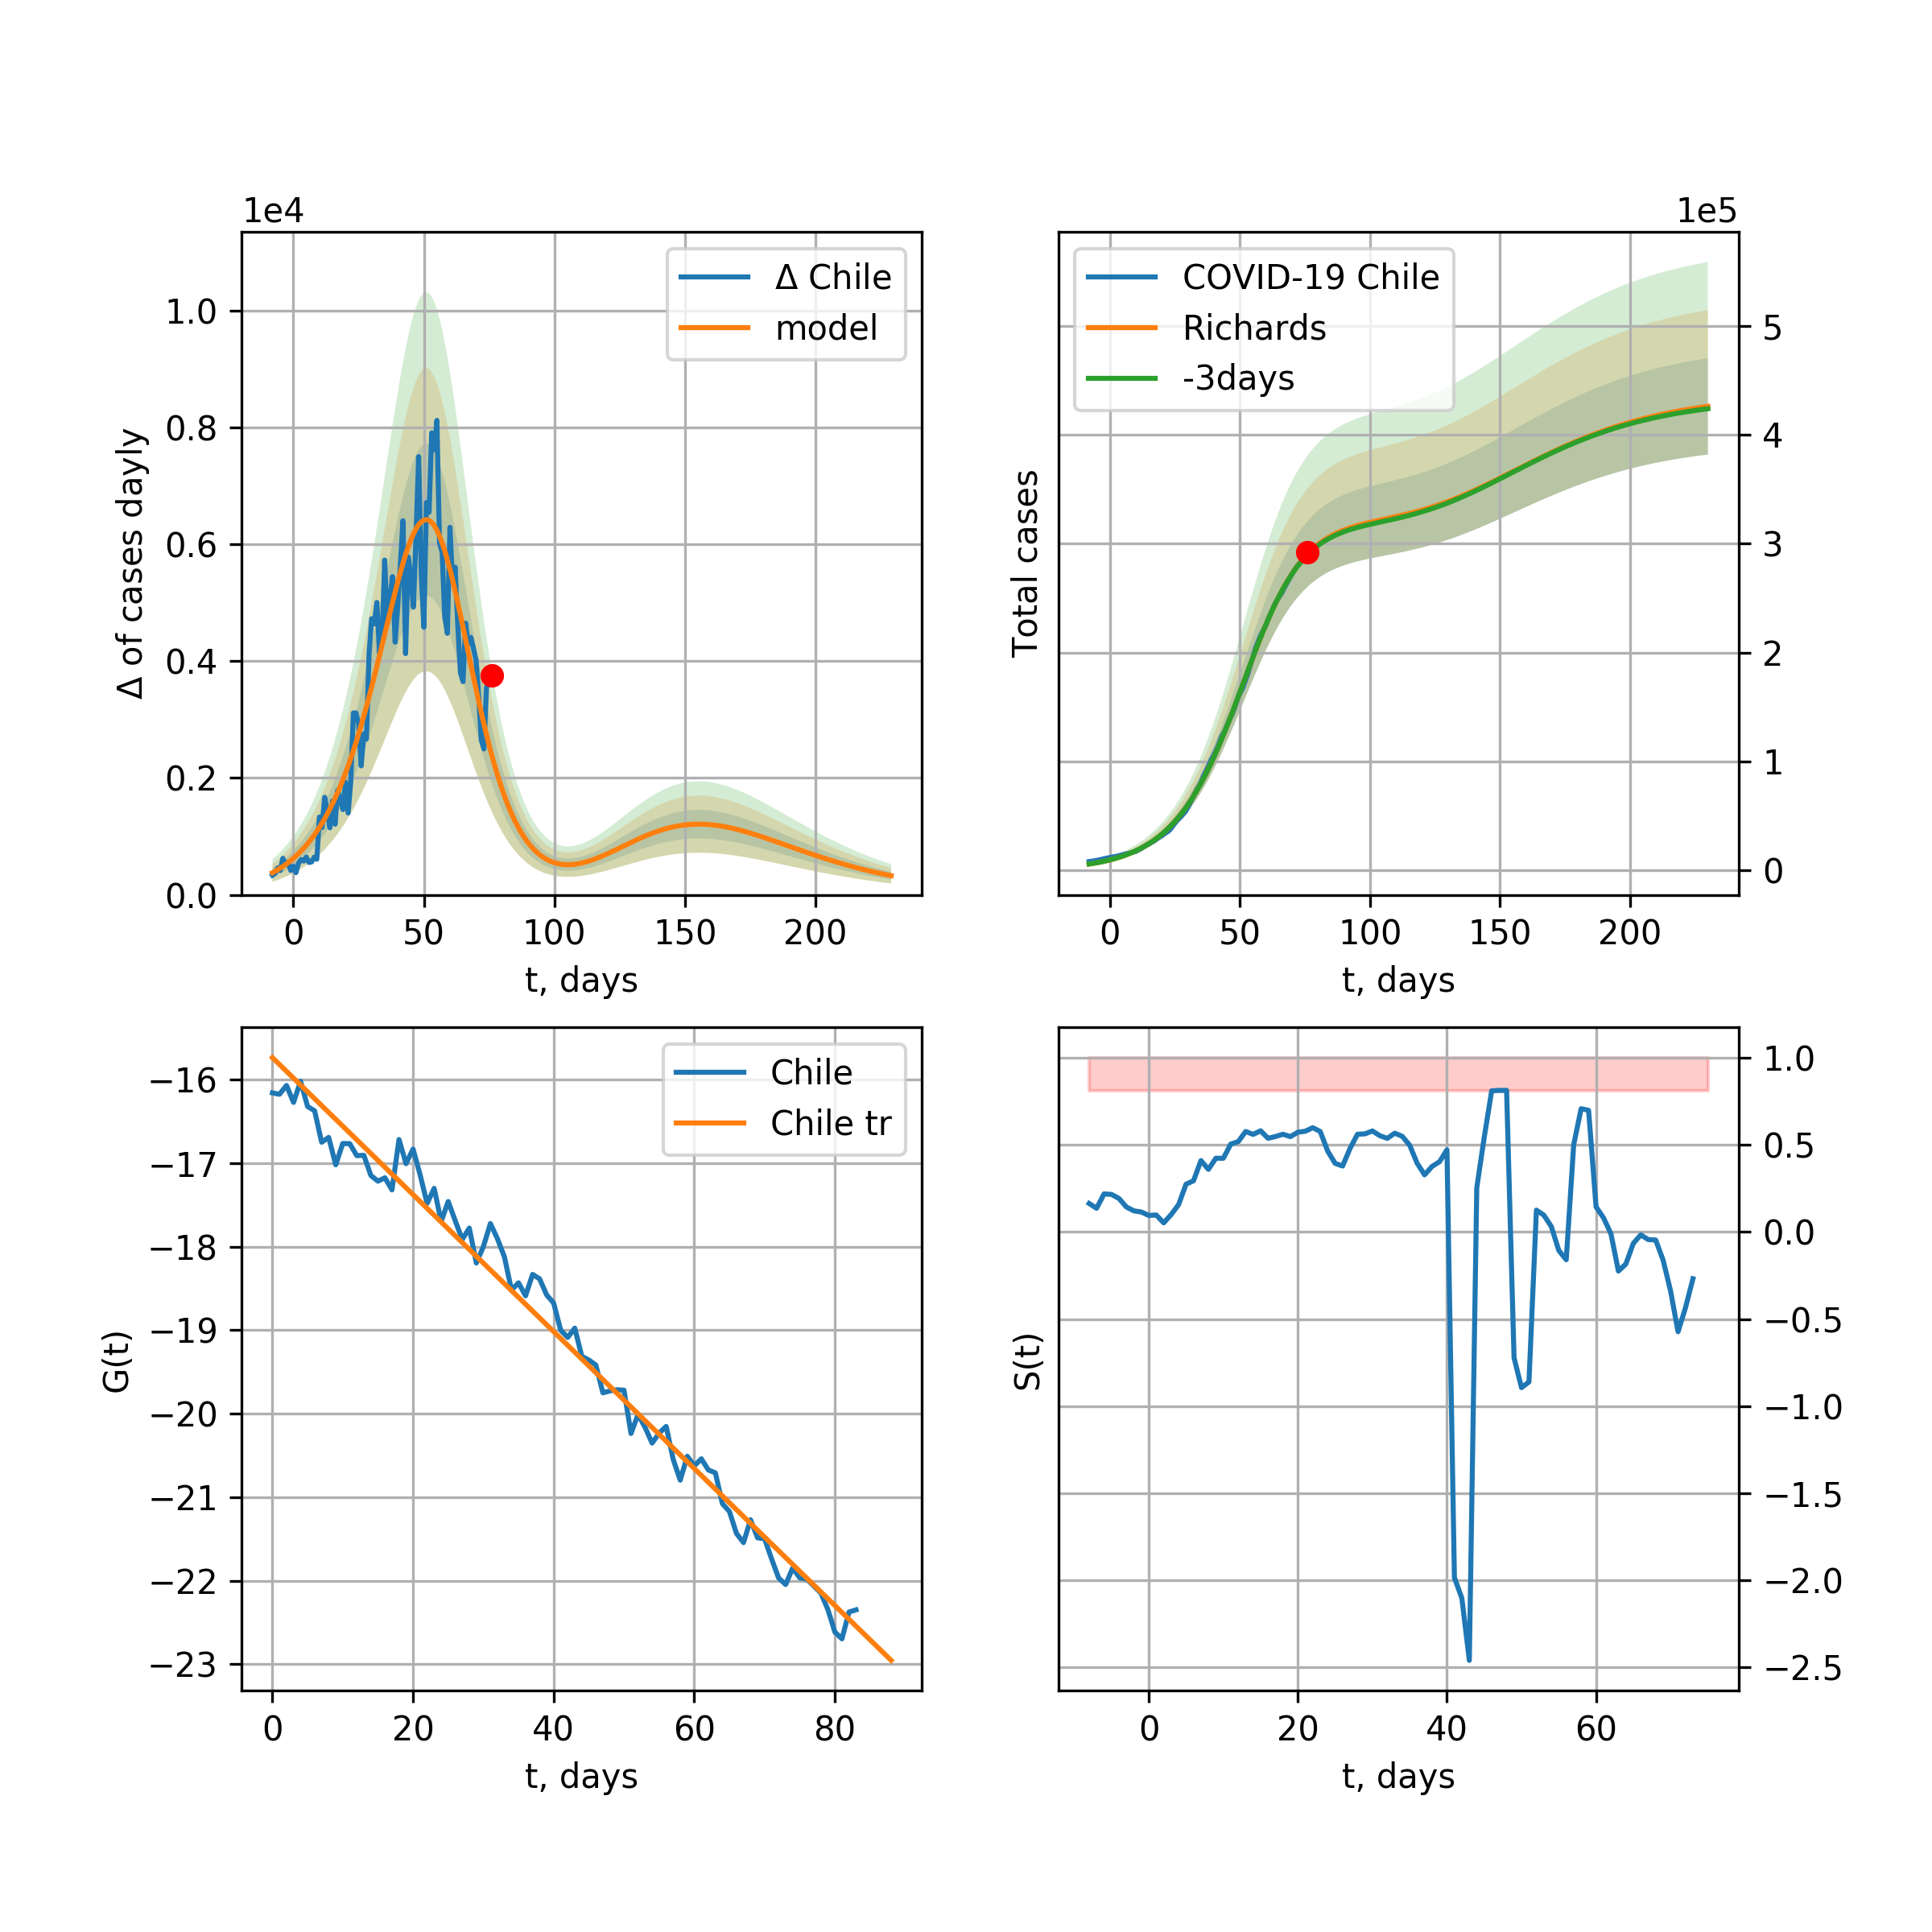 1e4
Δ Chile
model
1.0
0.8
0.6
0.4
0.2
0.0
Δ of cases dayly
0 50 100 150 200
t, days
1e5
COVID-19 Chile
Richards
-3days
5
4
3
2
1
0
Total cases
0 50 100 150 200
t, days
Chile
Chile tr
−16
−17
−18
−19
−20
−21
−22
−23
G(t)
0 20 40 60 80
t, days
1.0
0.5
0.0
−0.5
−1.0
−1.5
−2.0
−2.5
S(t)
0 20 40 60
t, days